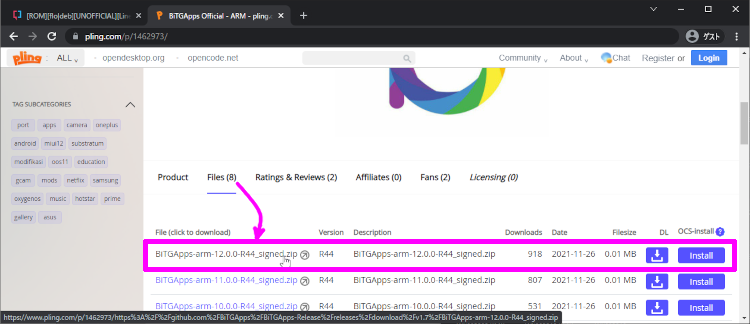 [ROM][flo|deb][UNOFFICIAL][Lin
BiTGApps Official - ARM - pling.c
pling.com/p/1462973/
ゲスト
pling
ALL
opendesktop.org
opencode.net
Community
About
Chat
Register or
Login
TAG SUBCATEGORIES
port apps camera oneplus
android miui12 substratum
modifikasi oos11 education
gcam mods netflix samsung
oxygenos music hotstar prime
gallery asus
Product Files (8) Ratings & Reviews (2) Affiliates (0) Fans (2) Licensing (0)
File (click to download) Version Description Downloads Date Filesize DL OCS-install ?
BiTGApps-arm-12.0.0-R44_signed.zip R44 BiTGApps-arm-12.0.0-R44_signed.zip 918 2021-11-26 0.01 MB Install
BiTGApps-arm-11.0.0-R44_signed.zip R44 BiTGApps-arm-11.0.0-R44_signed.zip 807 2021-11-26 0.01 MB Install
BiTGApps-arm-10.0.0-R44_signed.zip R44 BiTGApps-arm-10.0.0-R44_signed.zip 531 2021-11-26 0.01 MB Install
https://www.pling.com/p/1462973/https%3A%2F%2Fgithub.com%2FBiTGApps%2FBiTGApps-Release%2Freleases%2Fdownload%2Fv1.7%2FBiTGApps-arm-12.0.0-R44_signed.zip